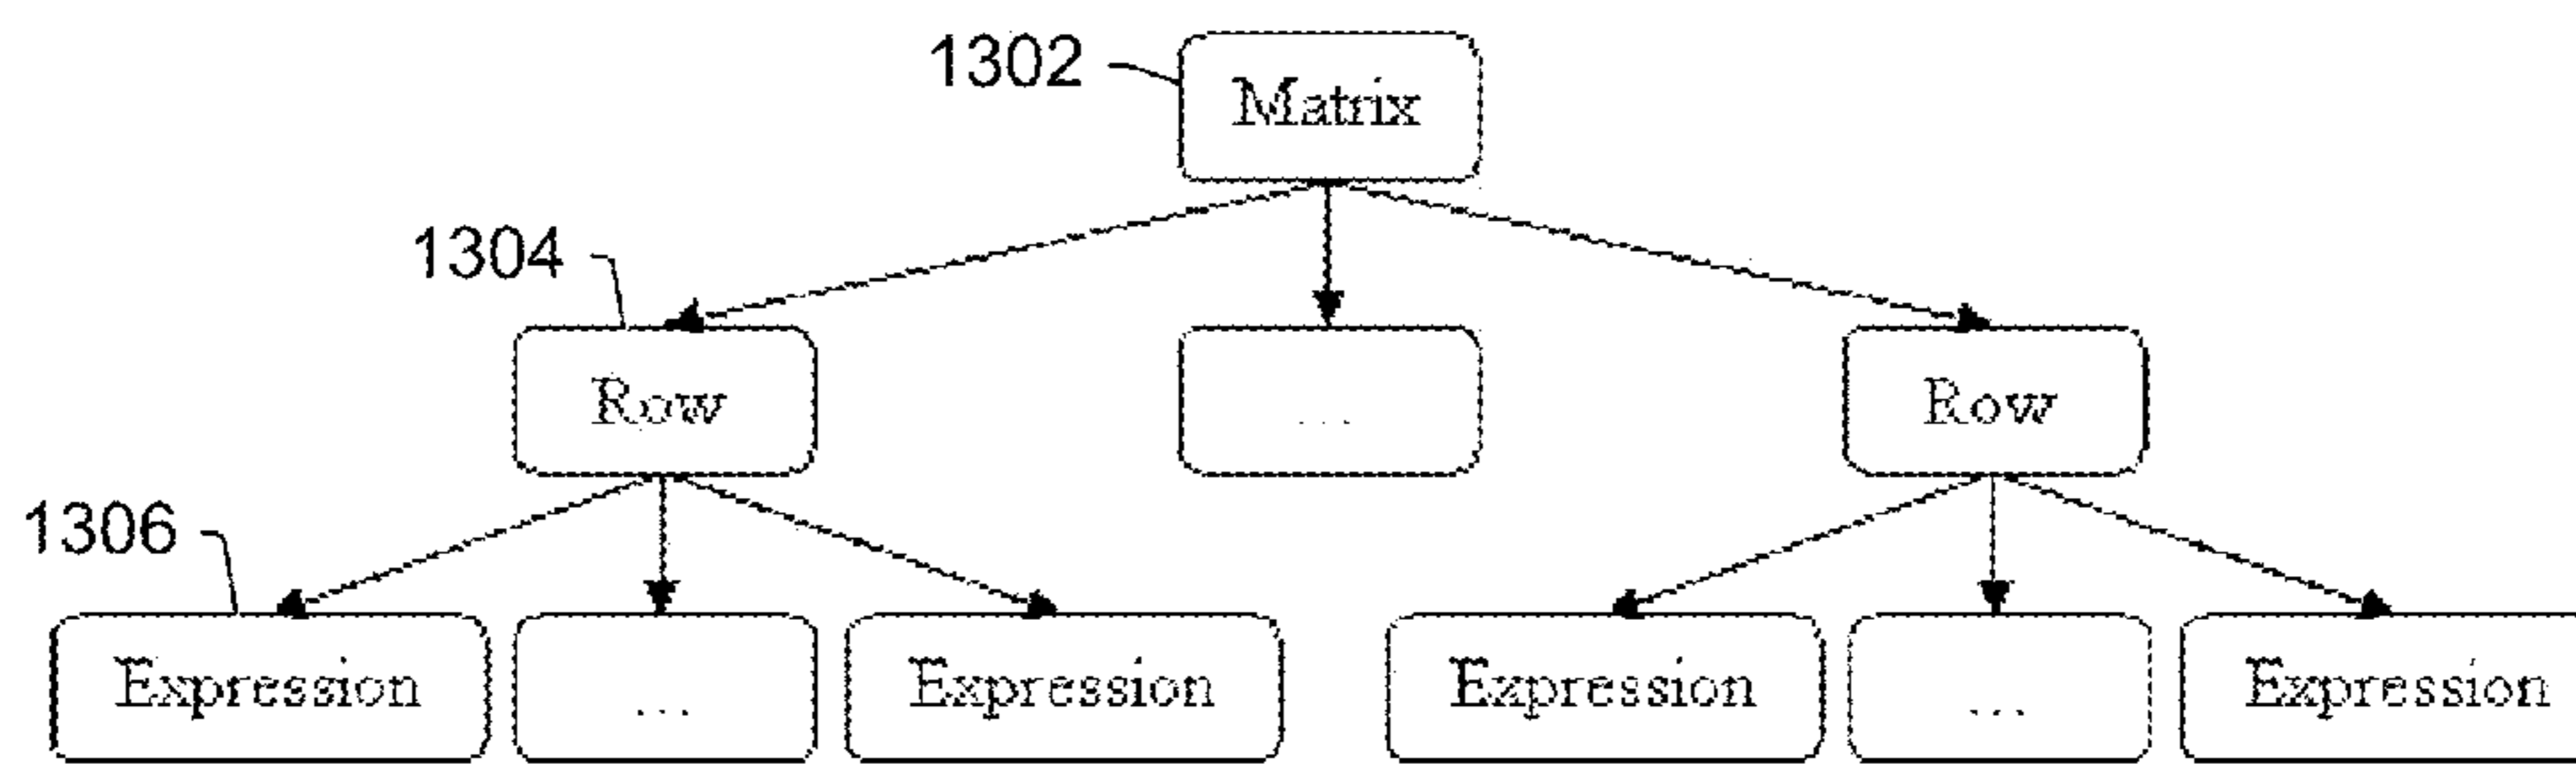 1302
Matrix
1304
Row
...
Row
1306
Expression
...
Expression
Expression
...
Expression